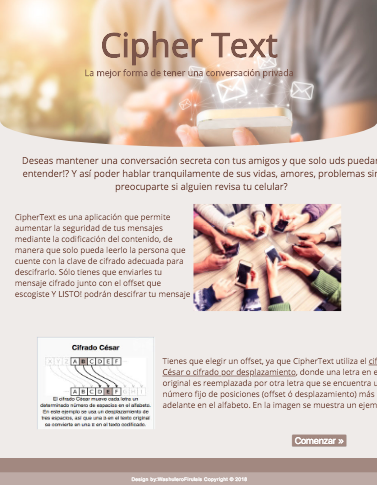 Cipher Text
La mejor forma de tener una conversación privada
Deseas mantener una conversación secreta con tus amigos y que solo uds puedan
entender!? Y así poder hablar tranquilamente de sus vidas, amores, problemas sin
preocuparte si alguien revisa tu celular?
CipherText es una aplicación que permite
aumentar la seguridad de tus mensajes
mediante la codificación del contenido, de
manera que solo pueda leerlo la persona que
cuente con la clave de cifrado adecuada para
descifrarlo. Sólo tienes que enviarles tu
mensaje cifrado junto con el offset que
escogiste Y LISTO! podrán descifrar tu mensaje
Cifrado César
A Y Z A B C D E F
A B C D E F
El cifrado César mueve cada letra un
determinado número de espacios en el alfabeto.
En este ejemplo se usa un desplazamiento de
tres espacios, así que una b en el texto original
se convierte en una E en el texto codificado.
Tienes que elegir un offset, ya que CipherText utiliza el cif
César o cifrado por desplazamiento, donde una letra en e
original es reemplazada por otra letra que se encuentra u
número fijo de posiciones (offset ó desplazamiento) más
adelante en el alfabeto. En la imagen se muestra un ejem
Comenzar »
Copyright © 2018